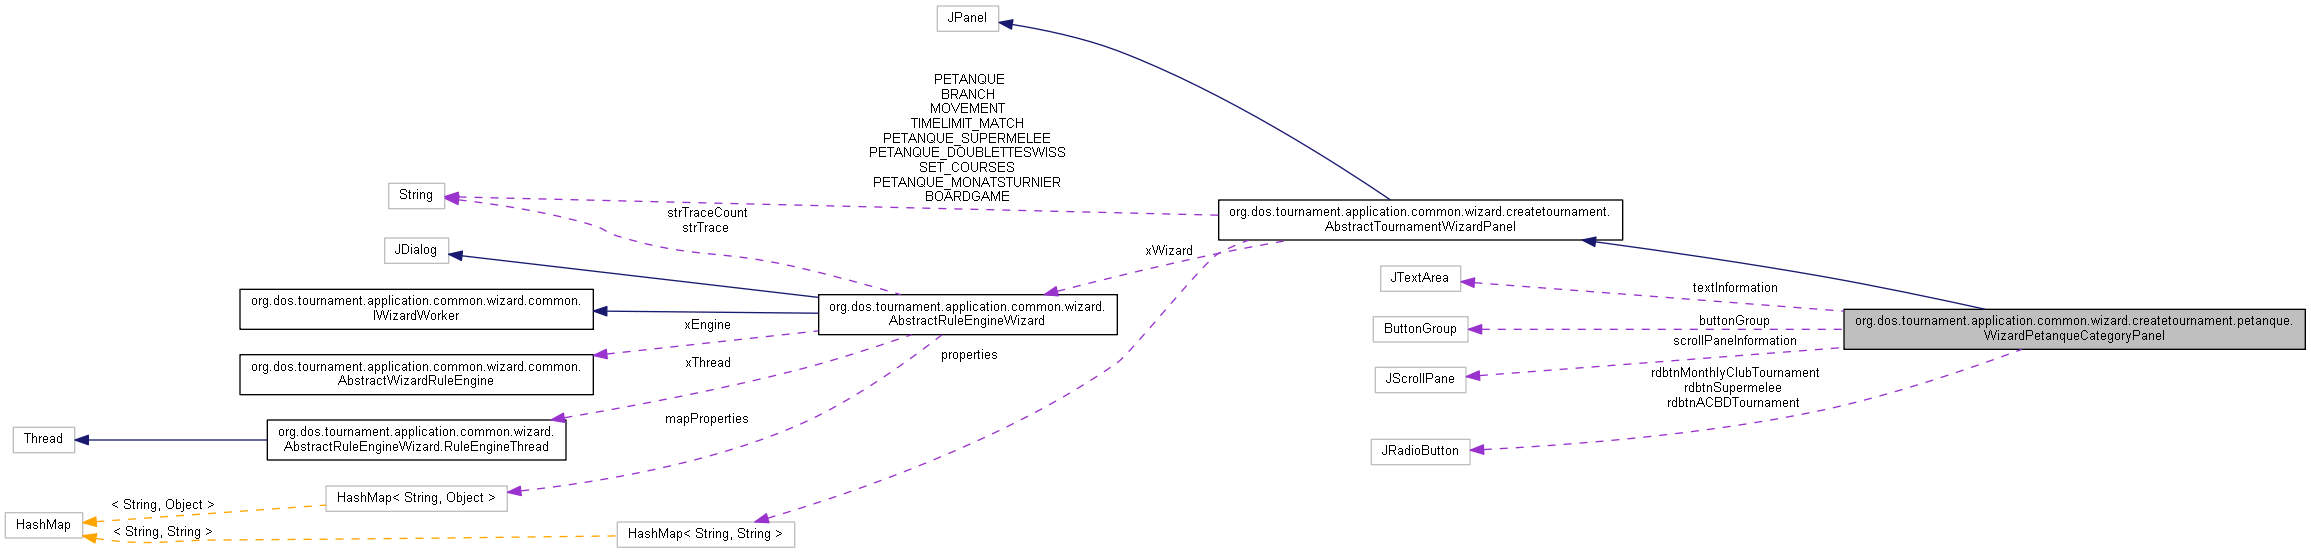 JPanel
PETANQUE
BRANCH
MOVEMENT
TIMELIMIT_MATCH
PETANQUE_SUPERMELEE
PETANQUE_DOUBLETTESWISS
SET_COURSES
PETANQUE_MONATSTURNIER
BOARDGAME
String
strTraceCount
strTrace
org.dos.tournament.application.common.wizard.createtournament.
AbstractTournamentWizardPanel
JDialog
xWizard
JTextArea
textInformation
org.dos.tournament.application.common.wizard.common.
IWizardWorker
org.dos.tournament.application.common.wizard.
AbstractRuleEngineWizard
xEngine
ButtonGroup
buttonGroup
org.dos.tournament.application.common.wizard.createtournament.petanque.
WizardPetanqueCategoryPanel
scrollPaneInformation
properties
xThread
org.dos.tournament.application.common.wizard.common.
AbstractWizardRuleEngine
JScrollPane
rdbtnMonthlyClubTournament
rdbtnSupermelee
rdbtnACBDTournament
mapProperties
Thread
org.dos.tournament.application.common.wizard.
AbstractRuleEngineWizard.RuleEngineThread
JRadioButton
< String, Object >
HashMap< String, Object >
HashMap
< String, String >
HashMap< String, String >